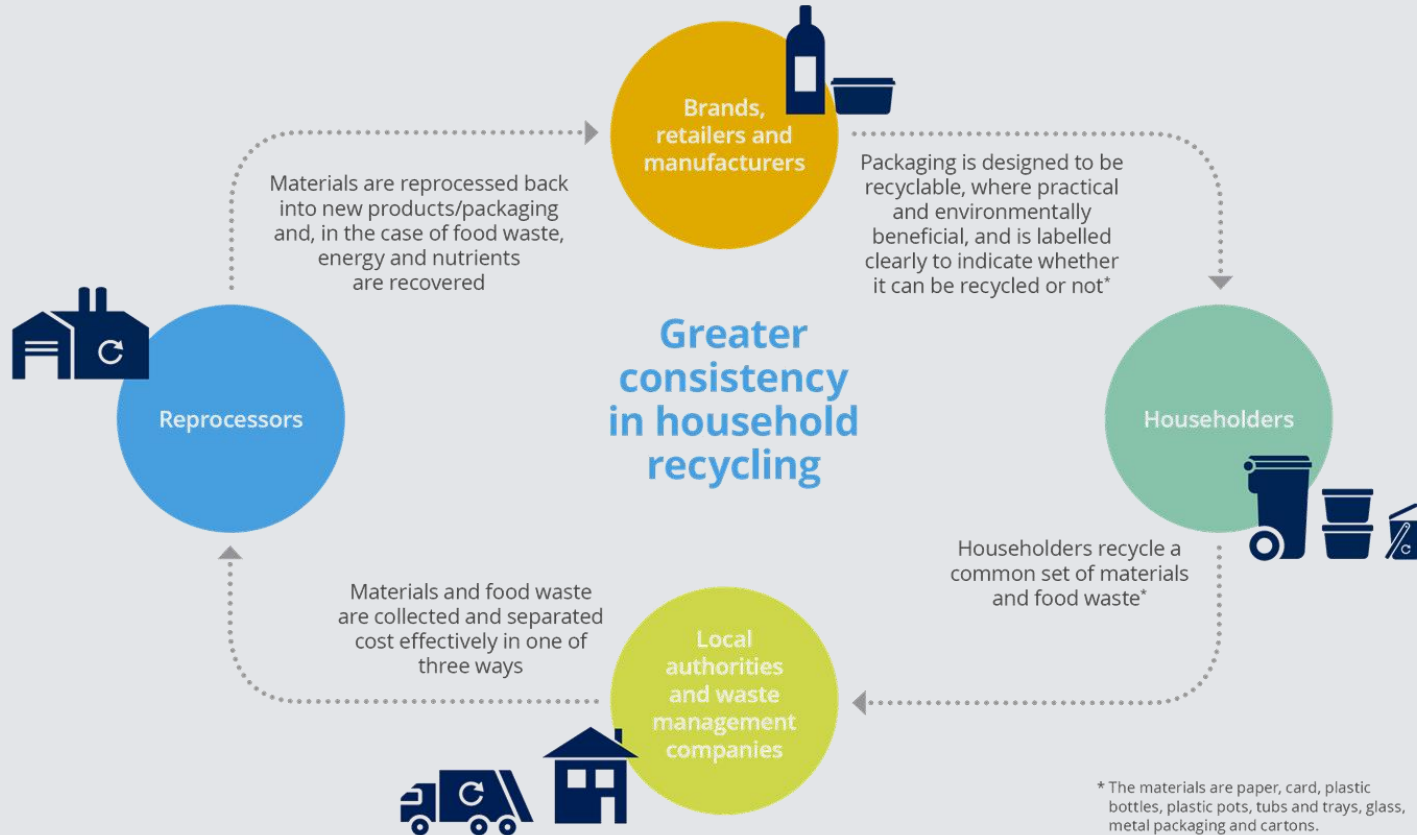 Brands,
retailers and
manufacturers
Materials are reprocessed back
into new products/packaging
and, in the case of food waste,
energy and nutrients
are recovered
Packaging is designed to be
recyclable, where practical
and environmentally
beneficial, and is labelled
clearly to indicate whether
it can be recycled or not*
Greater
consistency
in household
recycling
Reprocessors
Householders
Householders recycle a
common set of materials
and food waste*
Materials and food waste
are collected and separated
cost effectively in one of
three ways
Local
authorities
and waste
management
companies
* The materials are paper, card, plastic
bottles, plastic pots, tubs and trays, glass,
metal packaging and cartons.